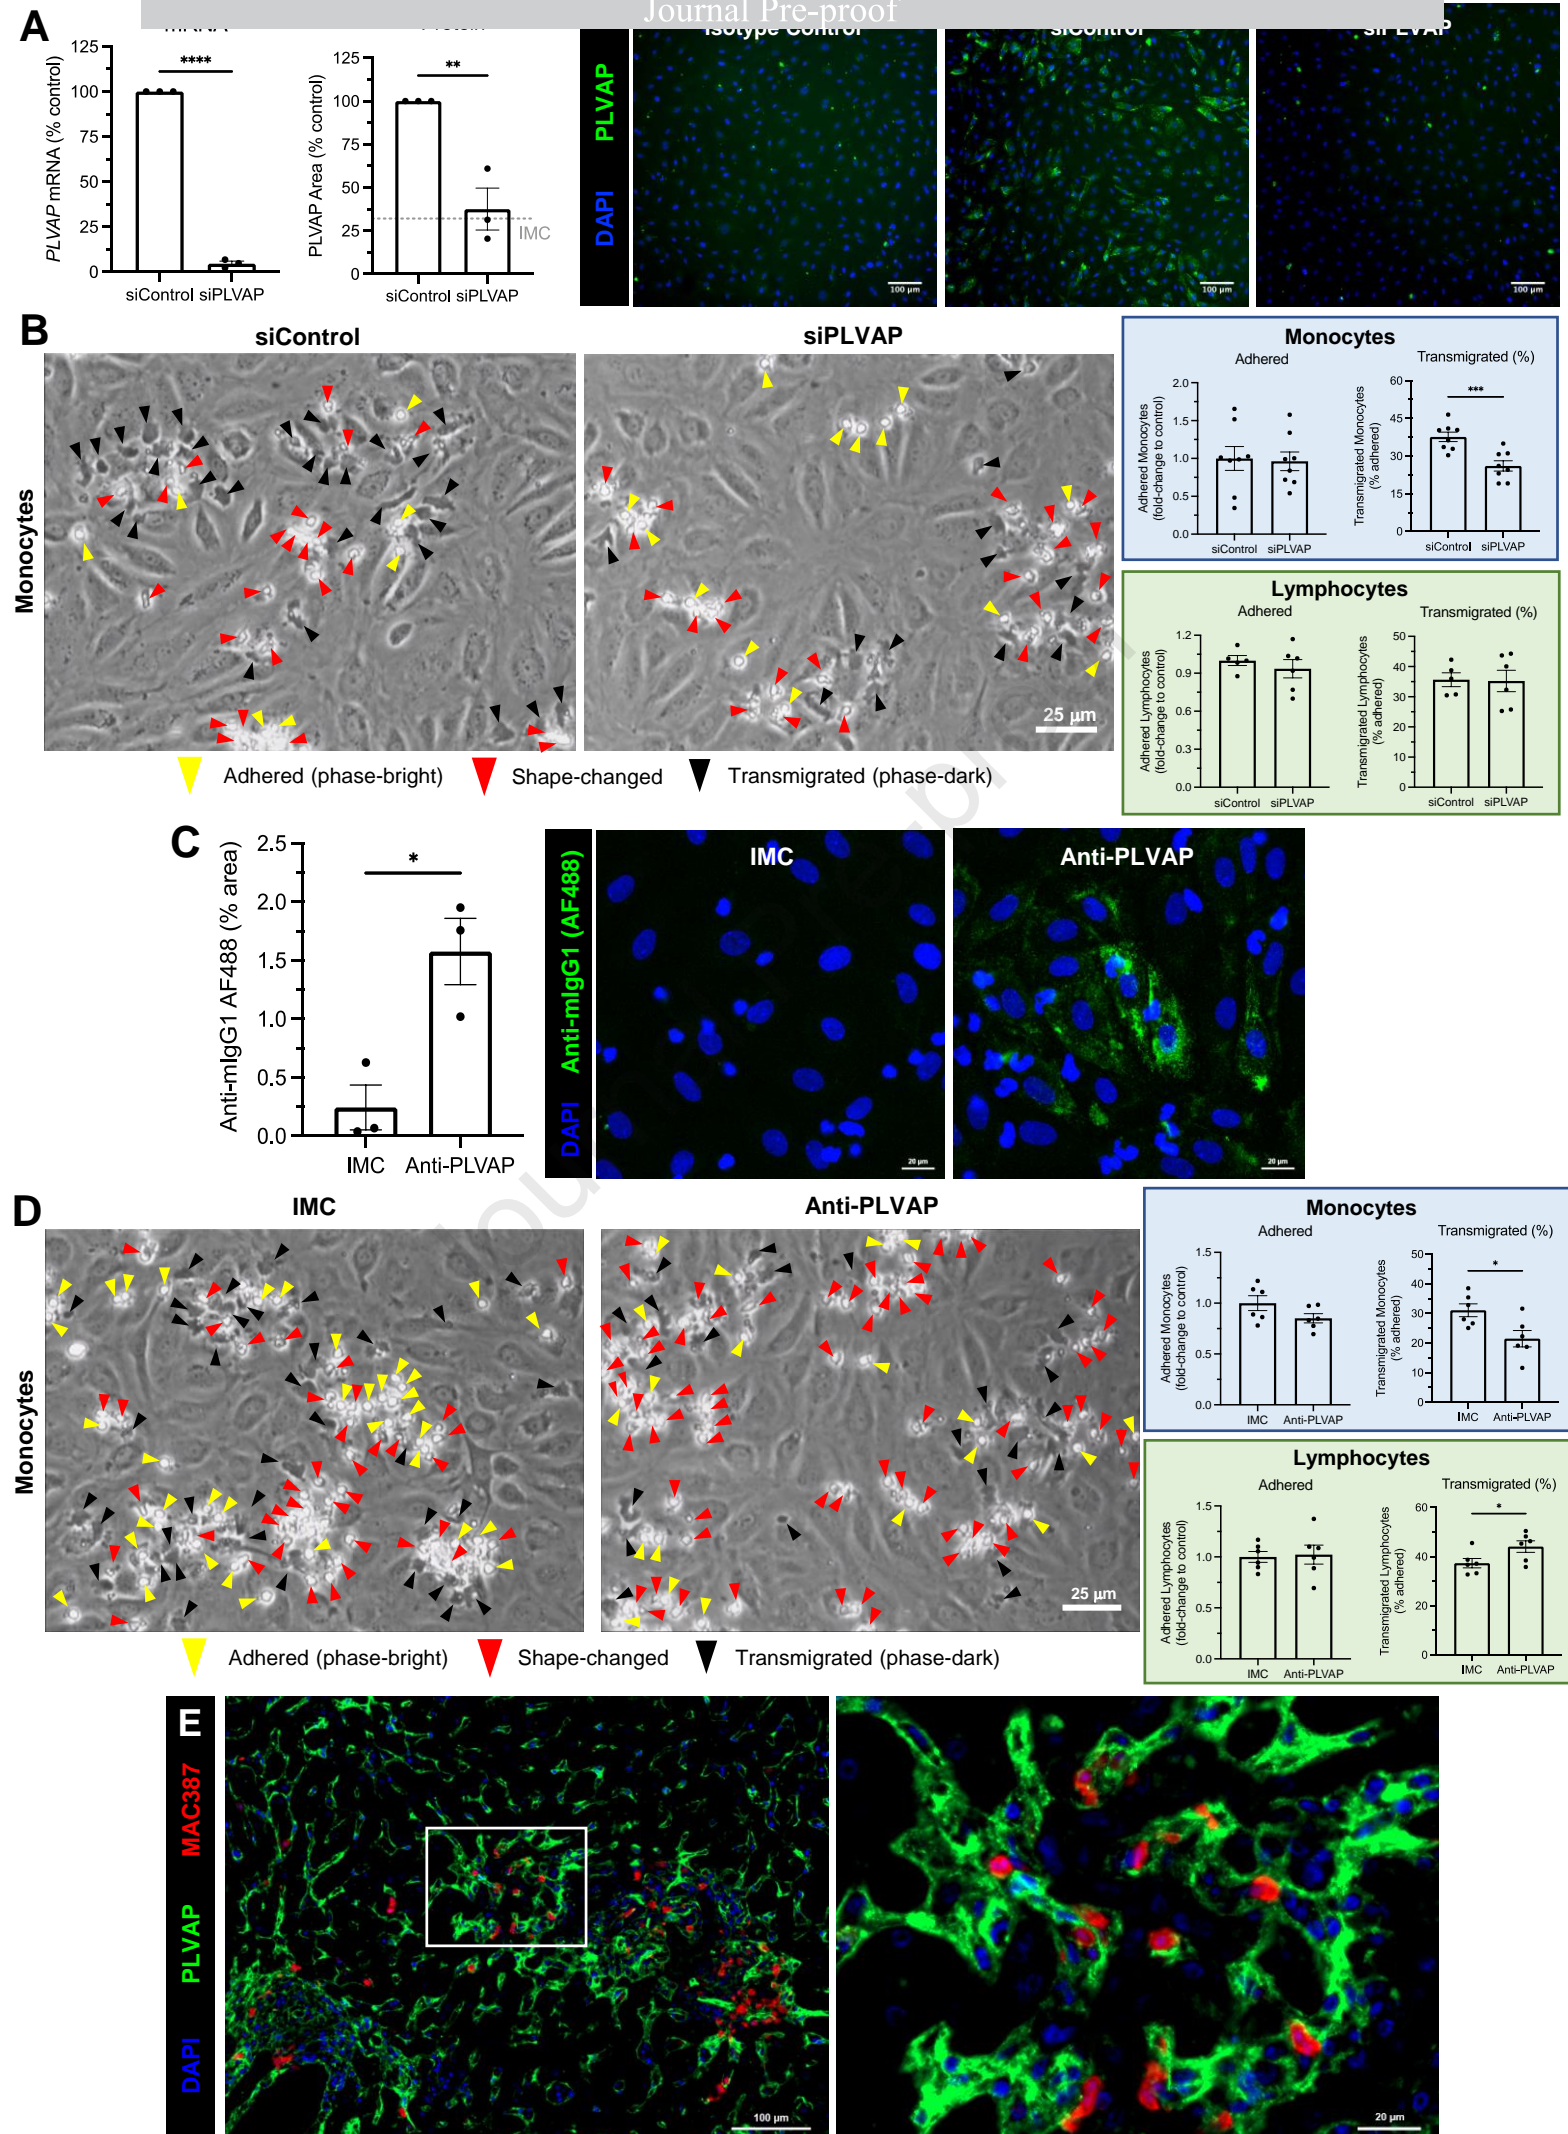 Journal Pre-proof
A
mRNA
Protein
PLVAP mRNA (% control)
125
100
75
50
25
0
****
siControl siPLVAP
PLVAP Area (% control)
125
100
75
50
25
0
**
IMC
siControl siPLVAP
DAPI PLVAP
Isotype Control
siControl
siPLVAP
100 µm
100 µm
100 µm
B
siControl
siPLVAP
Monocytes
25 µm
Adhered (phase-bright)
Shape-changed
Transmigrated (phase-dark)
Monocytes
Adhered
Adhered Monocytes
(fold-change to control)
2.0
1.5
1.0
0.5
0.0
siControl siPLVAP
Transmigrated (%)
Transmigrated Monocytes
(% adhered)
60
45
30
15
0
***
siControl siPLVAP
Lymphocytes
Adhered
Adhered Lymphocytes
(fold-change to control)
1.2
0.9
0.6
0.3
0.0
siControl siPLVAP
Transmigrated (%)
Transmigrated Lymphocytes
(% adhered)
50
40
30
20
10
0
siControl siPLVAP
C
Anti-mIgG1 AF488 (% area)
2.5
2.0
1.5
1.0
0.5
0.0
*
IMC Anti-PLVAP
DAPI Anti-mIgG1 (AF488)
IMC
Anti-PLVAP
20 µm
20 µm
D
IMC
Anti-PLVAP
Monocytes
25 µm
Adhered (phase-bright)
Shape-changed
Transmigrated (phase-dark)
Monocytes
Adhered
Adhered Monocytes
(fold-change to control)
1.5
1.0
0.5
0.0
IMC Anti-PLVAP
Transmigrated (%)
Transmigrated Monocytes
(% adhered)
50
40
30
20
10
0
*
IMC Anti-PLVAP
Lymphocytes
Adhered
Adhered Lymphocytes
(fold-change to control)
1.5
1.0
0.5
0.0
IMC Anti-PLVAP
Transmigrated (%)
Transmigrated Lymphocytes
(% adhered)
60
40
20
0
*
IMC Anti-PLVAP
E
DAPI PLVAP MAC387
100 µm
20 µm